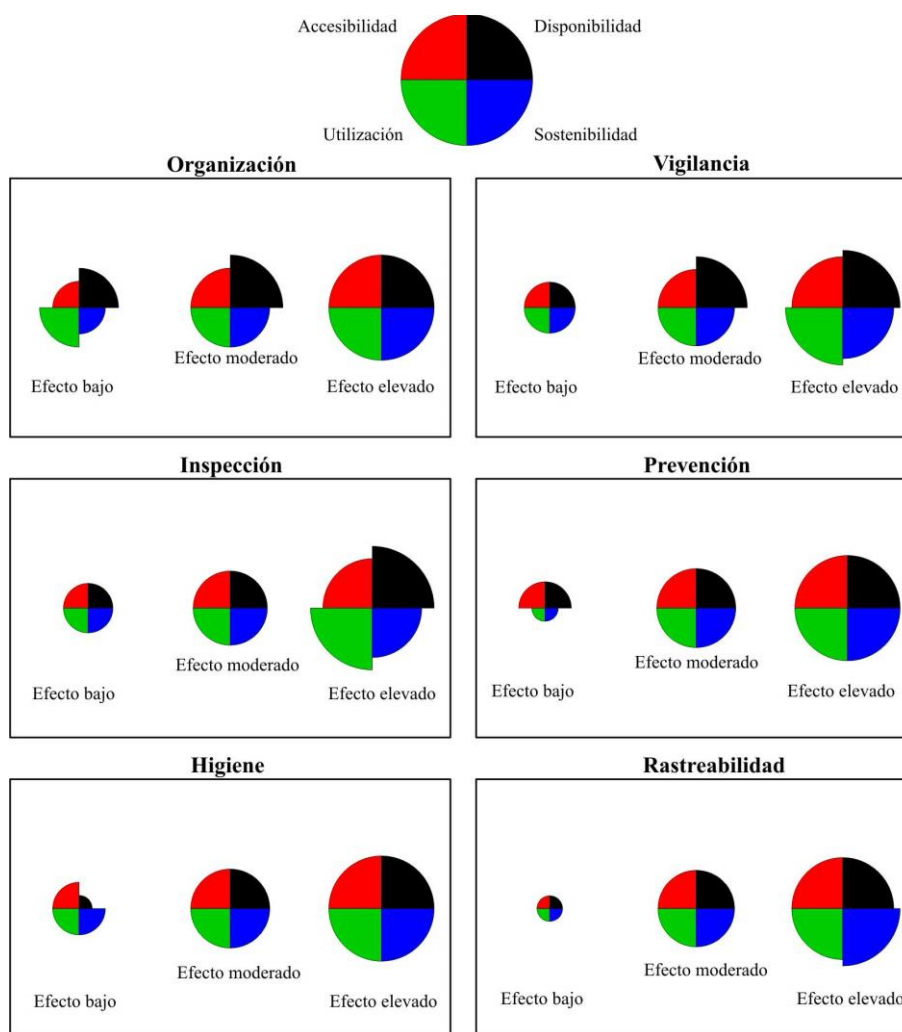 Accesibilidad Disponibilidad
Utilización Sostenibilidad
Organización Vigilancia
Efecto moderado Efecto moderado
Efecto bajo Efecto elevado Efecto bajo Efecto elevado
Inspección Prevención
Efecto moderado Efecto moderado
Efecto bajo Efecto elevado Efecto bajo Efecto elevado
Higiene Rastreabilidad
Efecto moderado Efecto moderado
Efecto bajo Efecto elevado Efecto bajo Efecto elevado